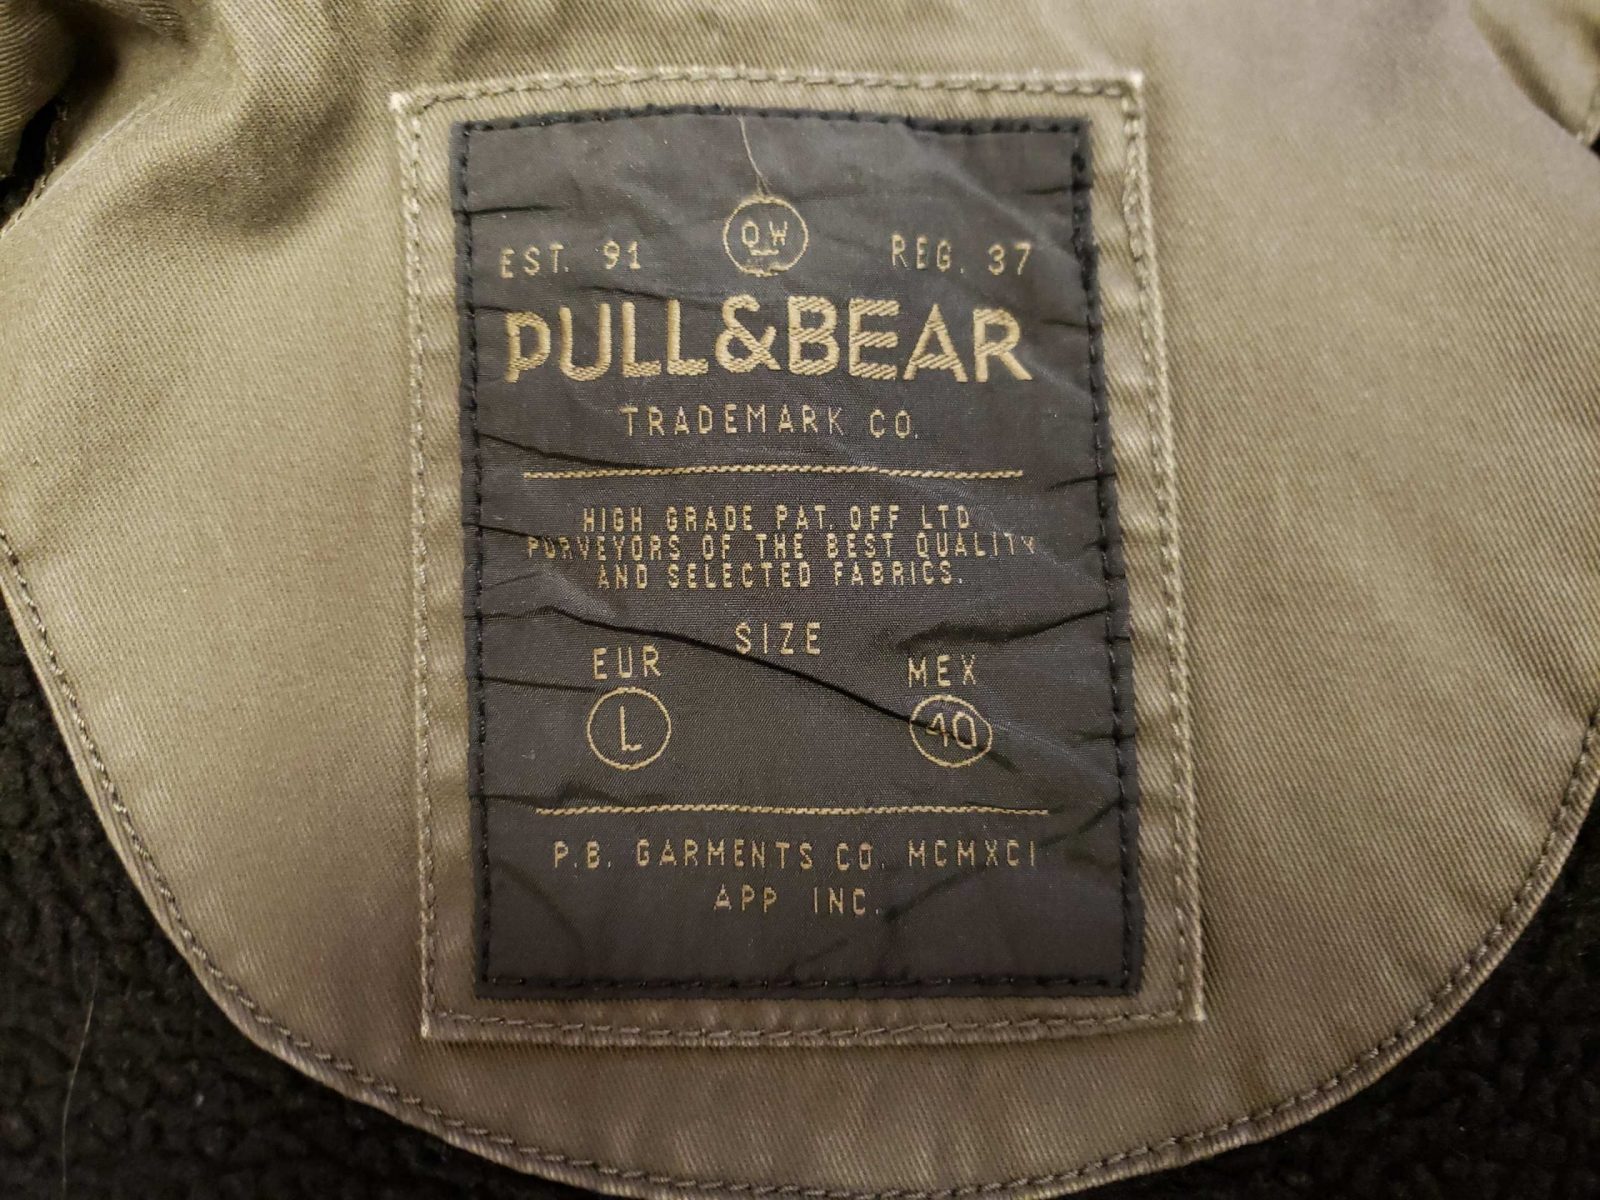 OW
EST. 91 REG. 37
PULL&BEAR
TRADEMARK CO.
HIGH GRADE PAT. OFF LTD
PURVEYORS OF THE BEST QUALITY
AND SELECTED FABRICS.
SIZE
EUR MEX
L 40
P.B. GARMENTS CO. MCMXCI
APP INC.